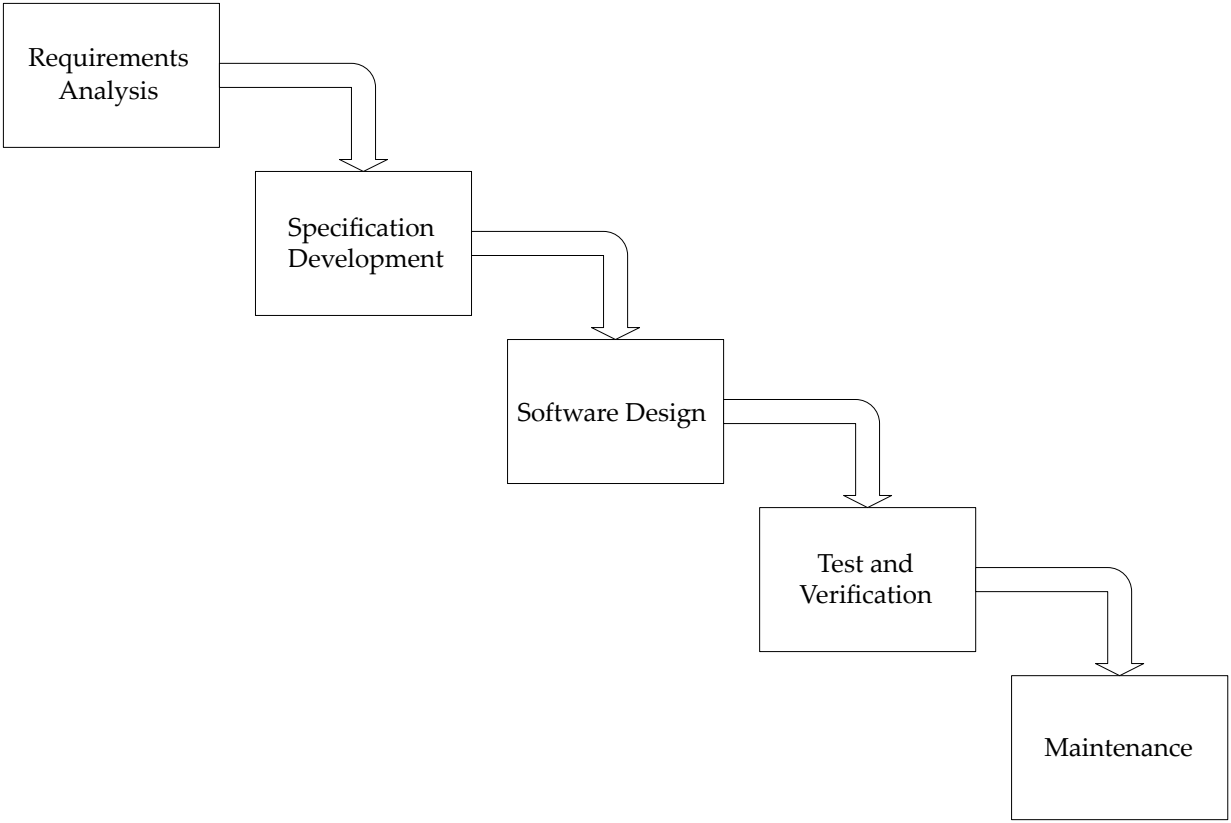 Requirements
Analysis
Specification
Development
Software Design
Test and
Verification
Maintenance